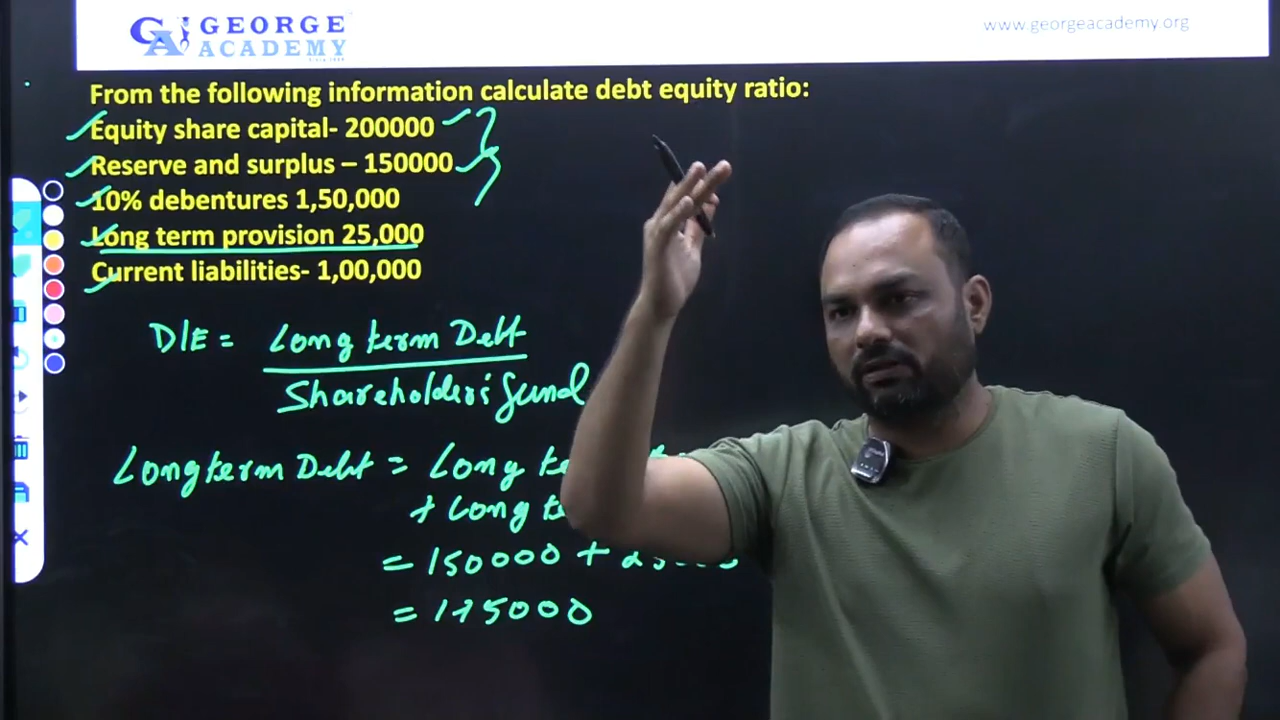 GEORGE
ACADEMY
www.georgeacademy.org
From the following information calculate debt equity ratio:
Equity share capital- 200000
Reserve and surplus – 150000
10% debentures 1,50,000
Long term provision 25,000
Current liabilities- 1,00,000
D/E = Long term Debt
Shareholder's fund
Long term Debt = Long
+ Long
= 150000 +
= 175000